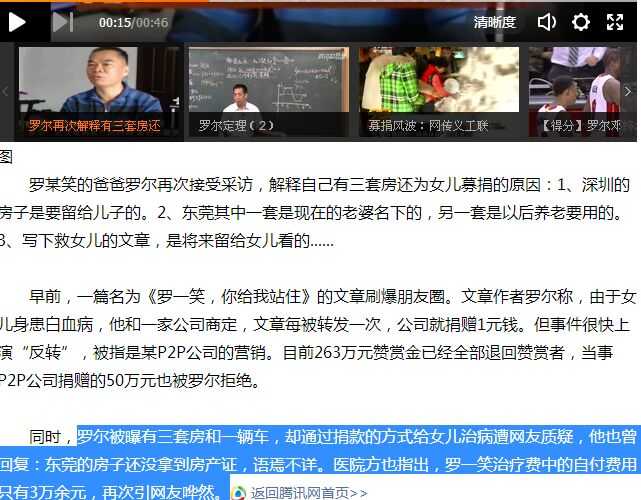 00:15/00:46
清晰度
罗尔再次解释有三套房还
罗尔定理(2)
募捐风波：网传义工联
【得分】罗尔邓
图
罗某笑的爸爸罗尔再次接受采访，解释自己有三套房还为女儿募捐的原因：1、深圳的
房子是要留给儿子的。2、东莞其中一套是现在的老婆名下的，另一套是以后养老要用的。
3、写下救女儿的文章，是将来留给女儿看的......
早前，一篇名为《罗一笑，你给我站住》的文章刷爆朋友圈。文章作者罗尔称，由于女
儿身患白血病，他和一家公司商定，文章每被转发一次，公司就捐赠1元钱。但事件很快上
演“反转”，被指是某P2P公司的营销。目前263万元赞赏金已经全部退回赞赏者，当事
P2P公司捐赠的50万元也被罗尔拒绝。
同时，罗尔被曝有三套房和一辆车，却通过捐款的方式给女儿治病遭网友质疑，他也曾
回复：东莞的房子还没拿到房产证，语焉不详。医院方也指出，罗一笑治疗费中的自付费用
只有3万余元，再次引网友哗然。 返回腾讯网首页>>